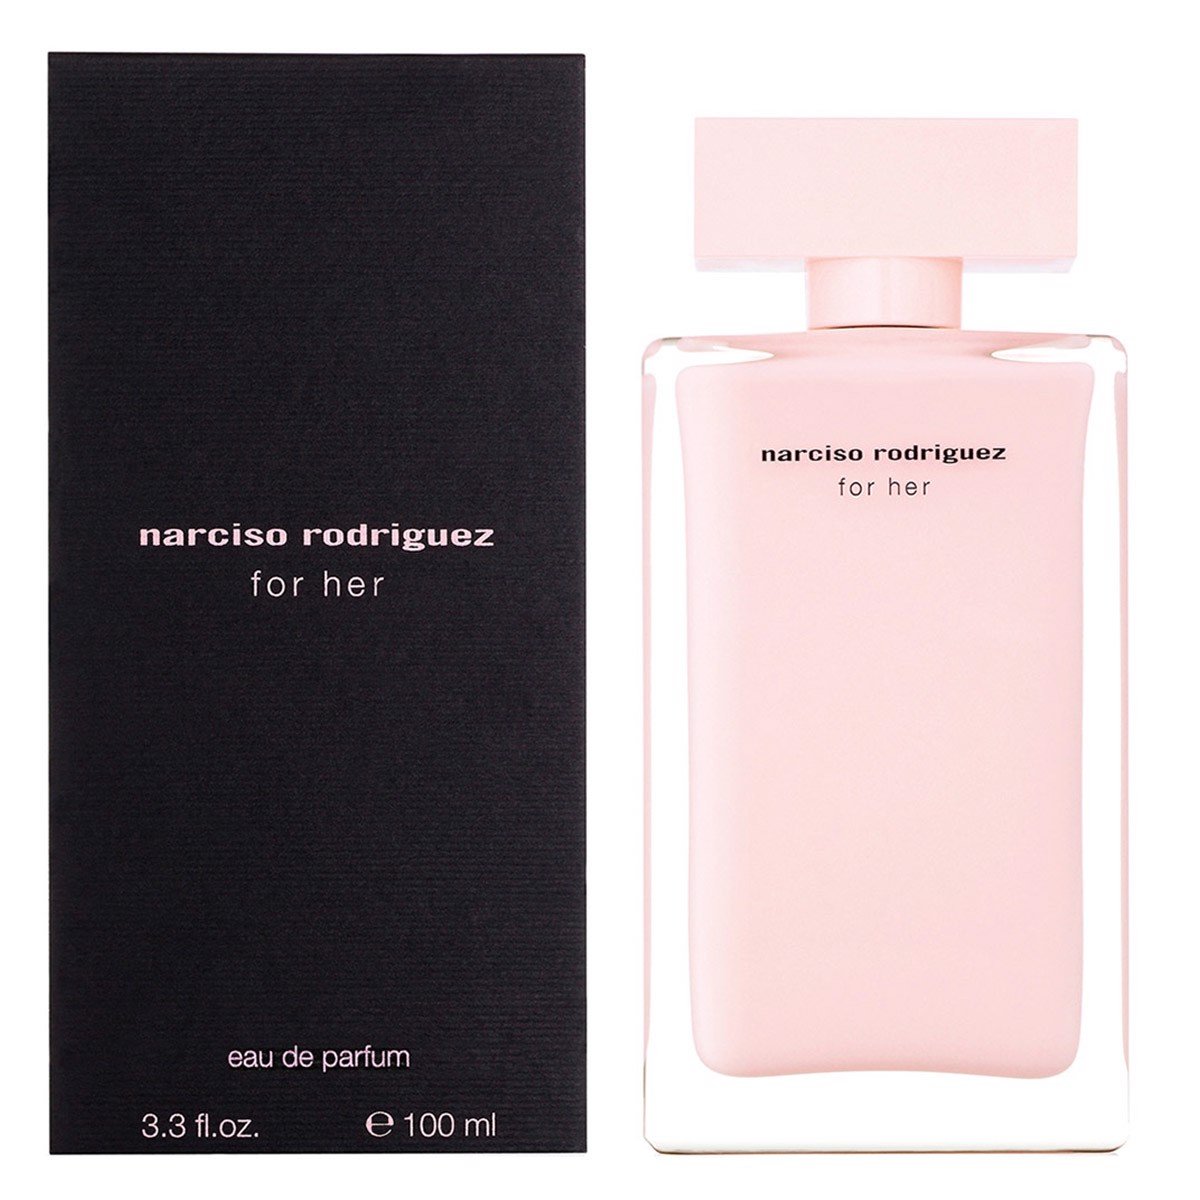 narciso rodriguez
for her
eau de parfum
3.3 fl.oz. ℮ 100 ml
narciso rodriguez
for her